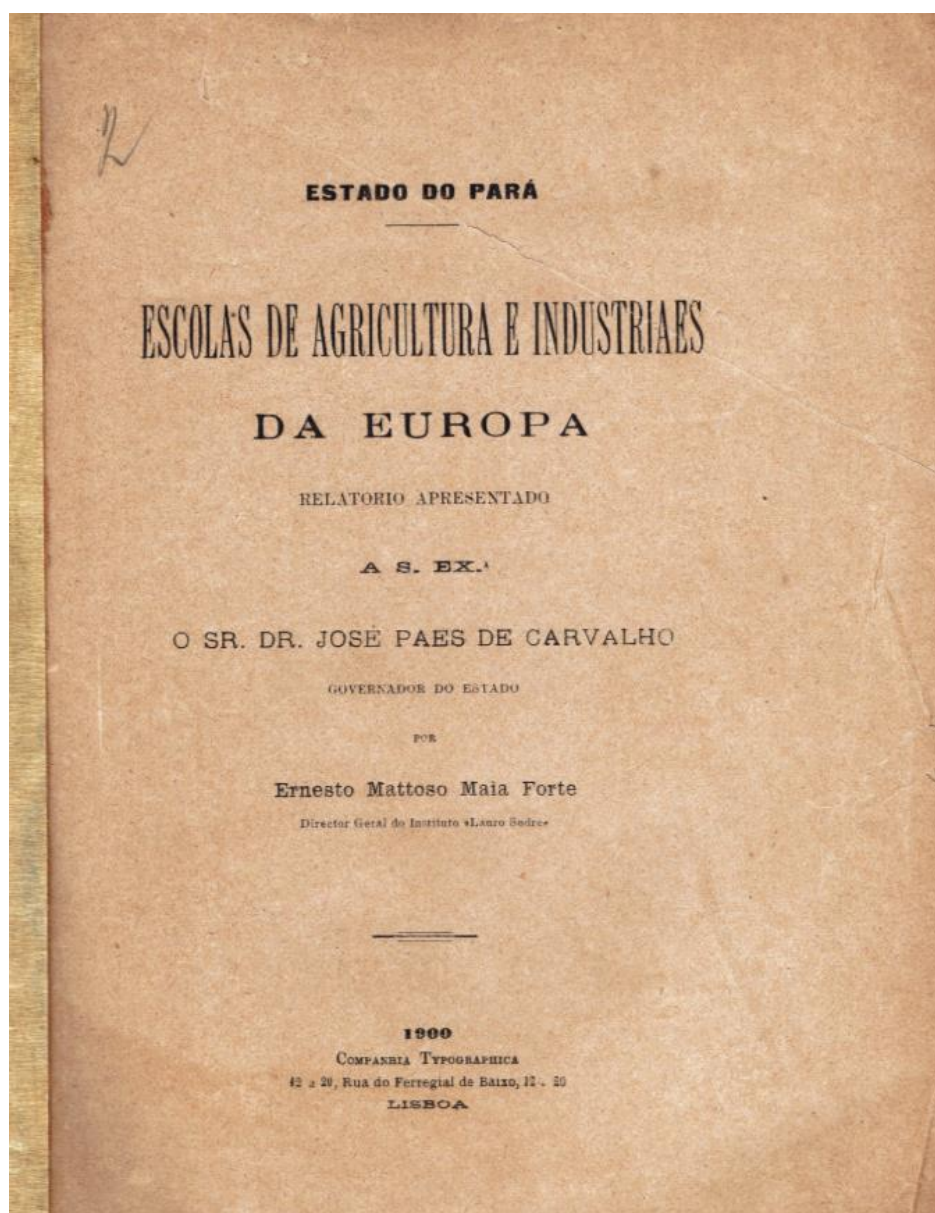 2
ESTADO DO PARÁ
ESCOLAS DE AGRICULTURA E INDUSTRIAES
DA EUROPA
RELATORIO APRESENTADO
A S. EX.ª
O SR. DR. JOSÉ PAES DE CARVALHO
GOVERNADOR DO ESTADO
POR
Ernesto Mattoso Maia Forte
Director Geral do Instituto «Lauro Sodré»
1900
COMPANHIA TYPOGRAPHICA
Rua do Ferregial de Baixo,
LISBOA